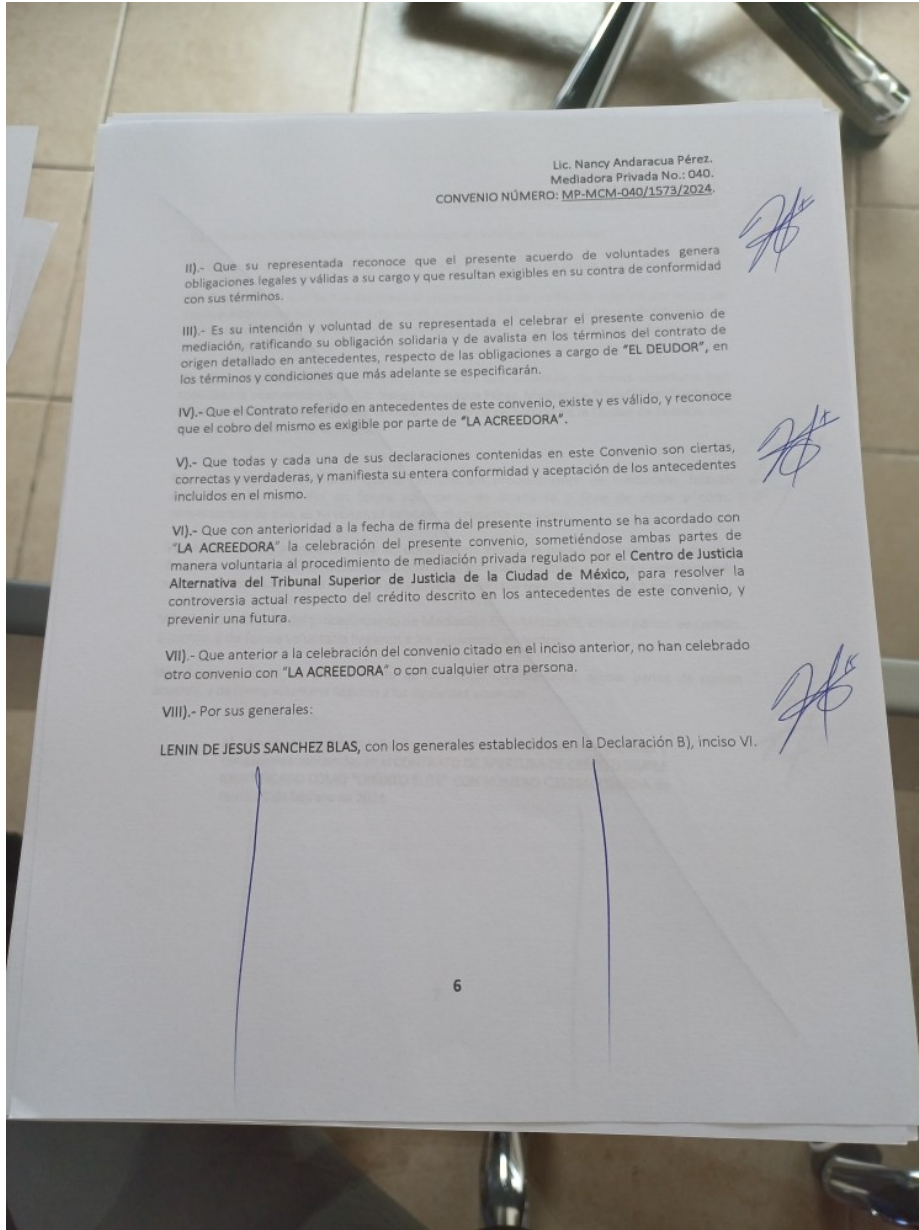 Lic. Nancy Andaracua Pérez.
Mediadora Privada No.: 040.
CONVENIO NÚMERO: MP-MCM-040/1573/2024.
II).- Que su representada reconoce que el presente acuerdo de voluntades genera
obligaciones legales y válidas a su cargo y que resultan exigibles en su contra de conformidad
con sus términos.
III).- Es su intención y voluntad de su representada el celebrar el presente convenio de
mediación, ratificando su obligación solidaria y de avalista en los términos del contrato de
origen detallado en antecedentes, respecto de las obligaciones a cargo de "EL DEUDOR", en
los términos y condiciones que más adelante se especificarán.
IV).- Que el Contrato referido en antecedentes de este convenio, existe y es válido, y reconoce
que el cobro del mismo es exigible por parte de "LA ACREEDORA".
V).- Que todas y cada una de sus declaraciones contenidas en este Convenio son ciertas,
correctas y verdaderas, y manifiesta su entera conformidad y aceptación de los antecedentes
incluidos en el mismo.
VI).- Que con anterioridad a la fecha de firma del presente instrumento se ha acordado con
"LA ACREEDORA" la celebración del presente convenio, sometiéndose ambas partes de
manera voluntaria al procedimiento de mediación privada regulado por el Centro de Justicia
Alternativa del Tribunal Superior de Justicia de la Ciudad de México, para resolver la
controversia actual respecto del crédito descrito en los antecedentes de este convenio, y
prevenir una futura.
VII).- Que anterior a la celebración del convenio citado en el inciso anterior, no han celebrado
otro convenio con "LA ACREEDORA" o con cualquier otra persona.
VIII).- Por sus generales:
LENIN DE JESUS SANCHEZ BLAS, con los generales establecidos en la Declaración B), inciso VI.
6